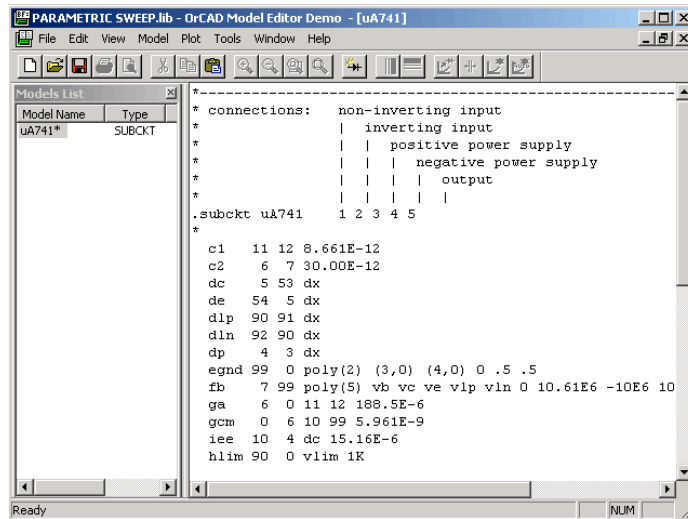 PARAMETRIC SWEEP.lib - OrCAD Model Editor Demo - [uA741]
File Edit View Model Plot Tools Window Help
Models List
Model Name Type
uA741* SUBCKT
*-----------------------------------------------------------
* connections: non-inverting input
* | inverting input
* | | positive power supply
* | | | negative power supply
* | | | | output
* | | | | |
.subckt uA741 1 2 3 4 5
*
c1 11 12 8.661E-12
c2 6 7 30.00E-12
dc 5 53 dx
de 54 5 dx
dlp 90 91 dx
dln 92 90 dx
dp 4 3 dx
egnd 99 0 poly(2) (3,0) (4,0) 0 .5 .5
fb 7 99 poly(5) vb vc ve vlp vln 0 10.61E6 -10E6 10
ga 6 0 11 12 188.5E-6
gcm 0 6 10 99 5.961E-9
iee 10 4 dc 15.16E-6
hlim 90 0 vlim 1K
Ready NUM